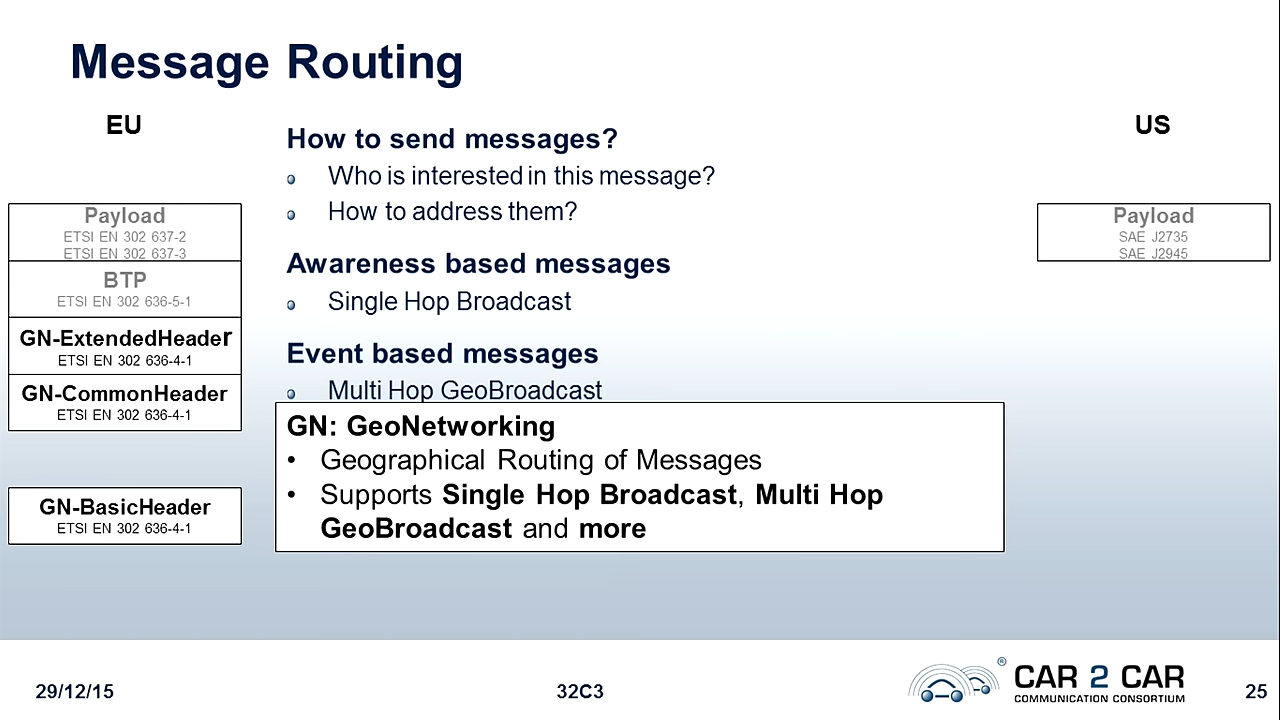 Message Routing
EU
US
How to send messages?
Who is interested in this message?
How to address them?
Awareness based messages
Single Hop Broadcast
Event based messages
Multi Hop GeoBroadcast
GN: GeoNetworking
• Geographical Routing of Messages
• Supports Single Hop Broadcast, Multi Hop
GeoBroadcast and more
Payload
ETSI EN 302 637-2
ETSI EN 302 637-3
BTP
ETSI EN 302 636-5-1
GN-ExtendedHeader
ETSI EN 302 636-4-1
GN-CommonHeader
ETSI EN 302 636-4-1
GN-BasicHeader
ETSI EN 302 636-4-1
Payload
SAE J2735
SAE J2945
29/12/15
32C3
®
CAR 2 CAR
COMMUNICATION CONSORTIUM
25